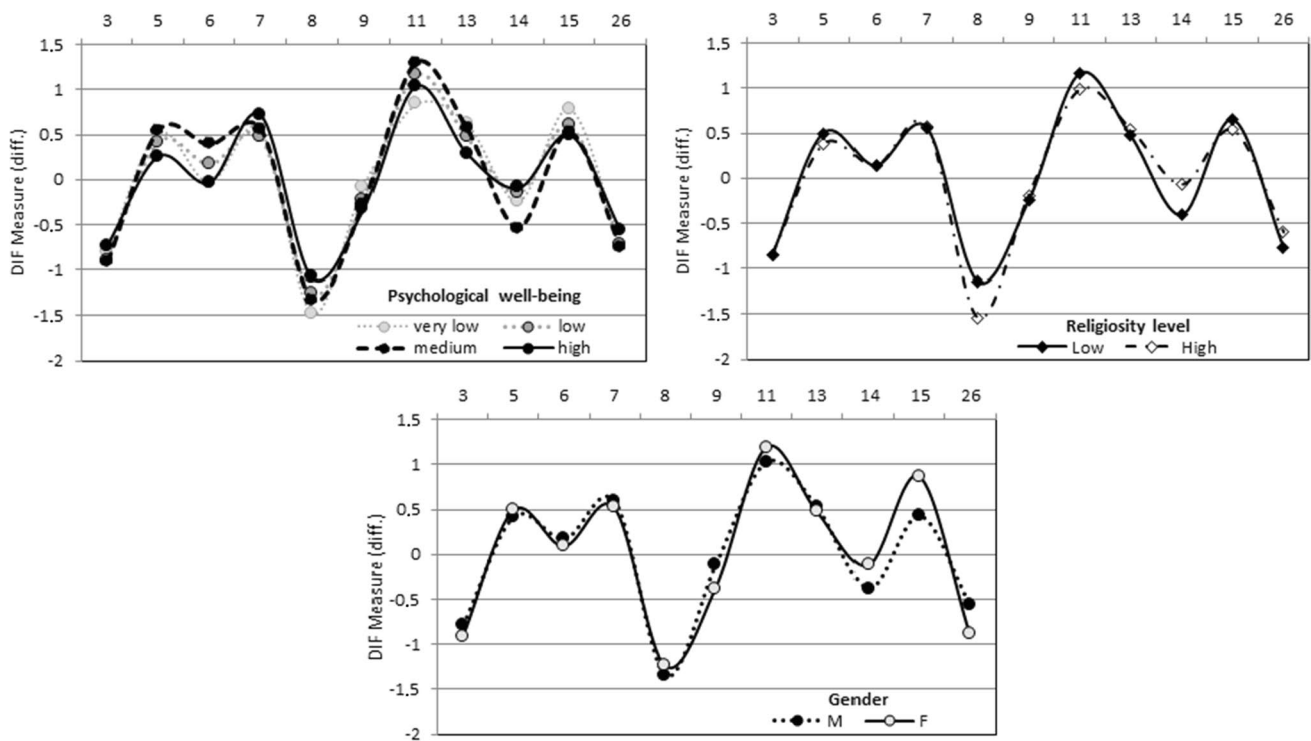 3 5 6 7 8 9 11 13 14 15 26
1.5
1
0.5
0
-0.5
-1
-1.5
-2
DIF Measure (diff.)
Psychological well-being
very low low
medium high
3 5 6 7 8 9 11 13 14 15 26
1.5
1
0.5
0
-0.5
-1
-1.5
-2
DIF Measure (diff.)
Religiosity level
Low High
3 5 6 7 8 9 11 13 14 15 26
1.5
1
0.5
0
-0.5
-1
-1.5
-2
DIF Measure (diff.)
Gender
M F